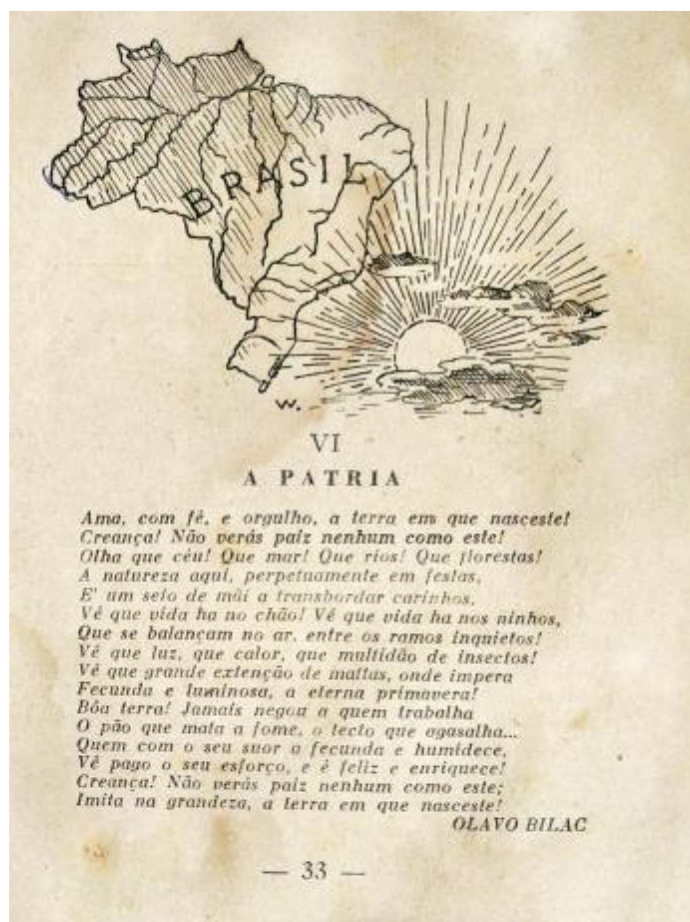 BRASIL
W.
VI
A PATRIA
Ama, com fé, e orgulho, a terra em que nasceste!
Creança! Não verás paiz nenhum como este!
Olha que céu! Que mar! Que rios! Que florestas!
A natureza aqui, perpetuamente em festas,
E' um seio de mãi a transbordar carinhos.
Vê que vida ha no chão! Vê que vida ha nos ninhos,
Que se balançam no ar, entre os ramos inquietos!
Vê que luz, que calor, que multidão de insectos!
Vê que grande extenção de mattas, onde impera
Fecunda e luminosa, a eterna primavera!
Bôa terra! Jamais negou a quem trabalha
O pão que mata a fome, o tecto que agasalha...
Quem com o seu suor a fecunda e humidece,
Vê pago o seu esforço, e é feliz e enriquece!
Creança! Não verás paiz nenhum como este;
Imita na grandeza, a terra em que nasceste!
OLAVO BILAC
— 33 —